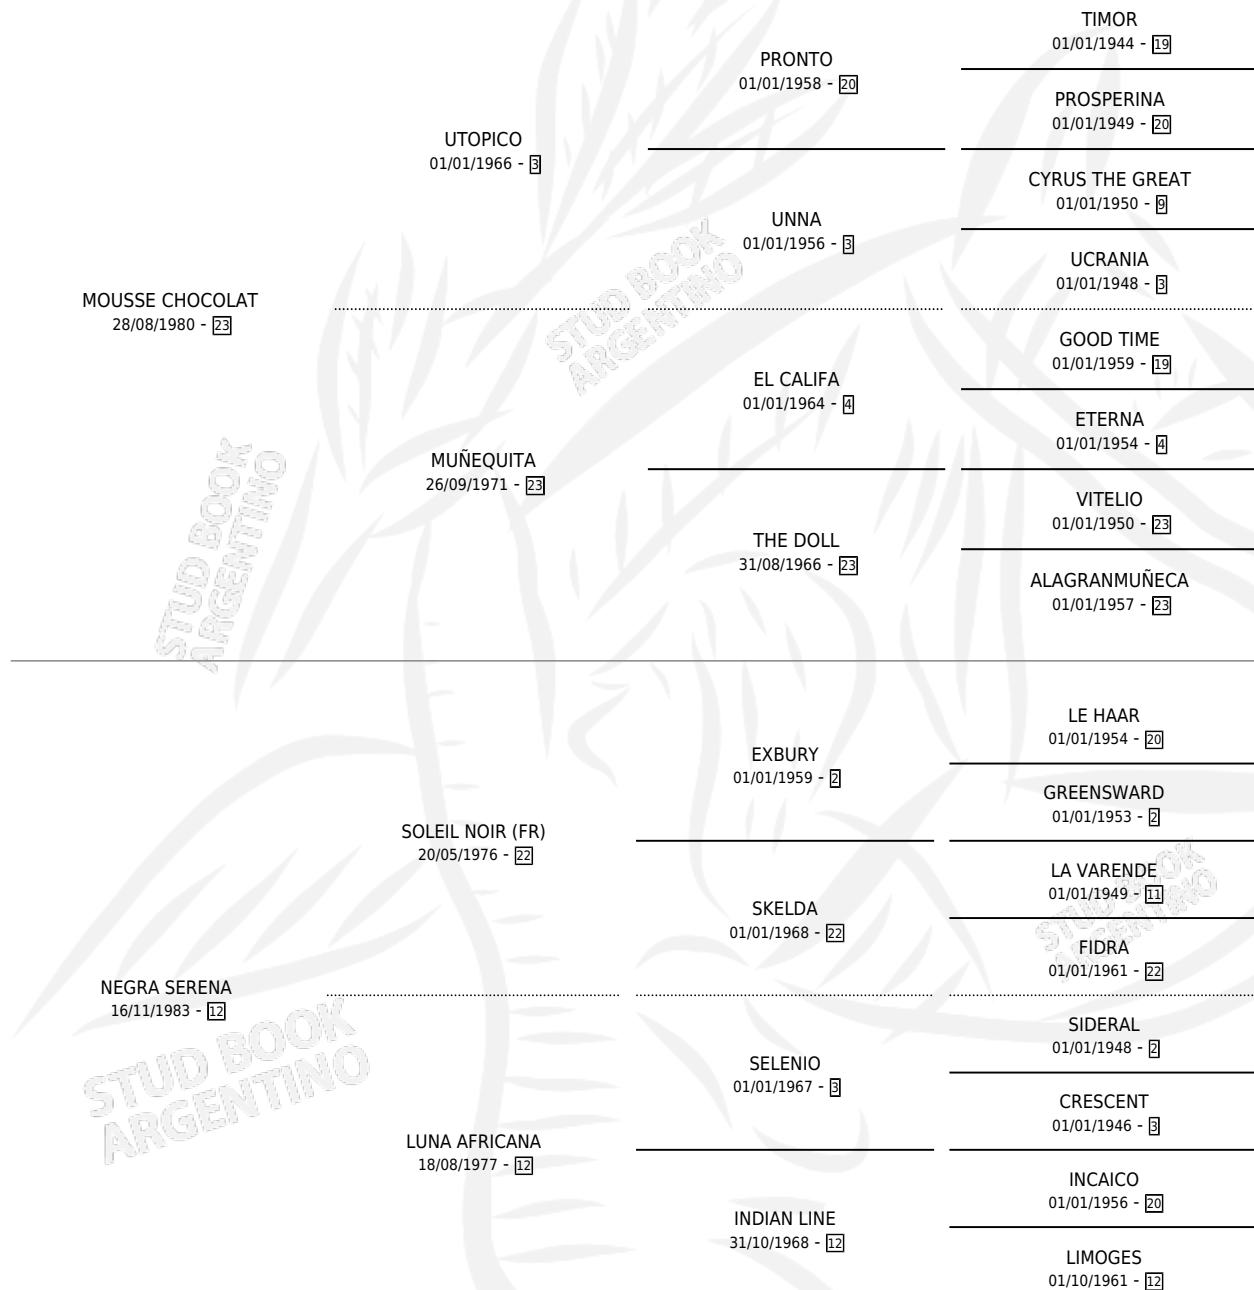 TIMOR
01/01/1944 - 19
PRONTO
01/01/1958 - 20
PROSPERINA
01/01/1949 - 20
UTOPICO
01/01/1966 - 3
CYRUS THE GREAT
01/01/1950 - 9
UNNA
01/01/1956 - 3
UCRANIA
01/01/1948 - 3
MOUSSE CHOCOLAT
28/08/1980 - 23
GOOD TIME
01/01/1959 - 19
EL CALIFA
01/01/1964 - 4
ETERNA
01/01/1954 - 4
MUÑEQUITA
26/09/1971 - 23
VITELIO
01/01/1950 - 23
THE DOLL
31/08/1966 - 23
ALAGRANMUÑECA
01/01/1957 - 23
STUD BOOK
ARGENTINO
STUD BOOK
ARGENTINO
LE HAAR
01/01/1954 - 20
EXBURY
01/01/1959 - 2
GREENSWARD
01/01/1953 - 2
SOLEIL NOIR (FR)
20/05/1976 - 22
LA VARENDE
01/01/1949 - 11
SKELDA
01/01/1968 - 22
FIDRA
01/01/1961 - 22
NEGRA SERENA
16/11/1983 - 12
SIDERAL
01/01/1948 - 2
SELENIO
01/01/1967 - 3
CRESCENT
01/01/1946 - 3
LUNA AFRICANA
18/08/1977 - 12
INCAICO
01/01/1956 - 20
INDIAN LINE
31/10/1968 - 12
LIMOGES
01/10/1961 - 12
STUD BOOK
ARGENTINO
STUD BOOK
ARGENTINO